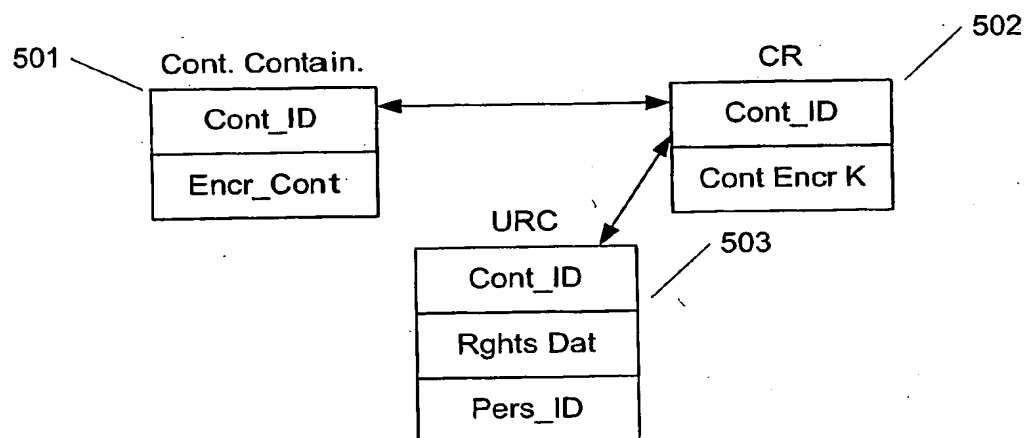 501
Cont. Contain.
Cont_ID
Encr_Cont
502
CR
Cont_ID
Cont Encr K
URC
503
Cont_ID
Rghts Dat
Pers_ID